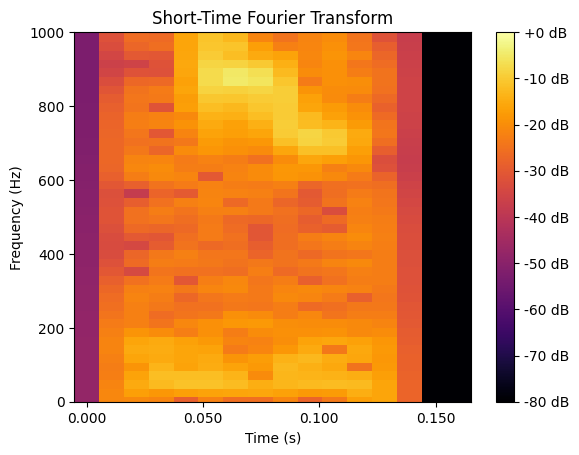 Short-Time Fourier Transform
1000
800
600
400
200
0
Frequency (Hz)
0.000
0.050
0.100
0.150
Time (s)
+0 dB
-10 dB
-20 dB
-30 dB
-40 dB
-50 dB
-60 dB
-70 dB
-80 dB